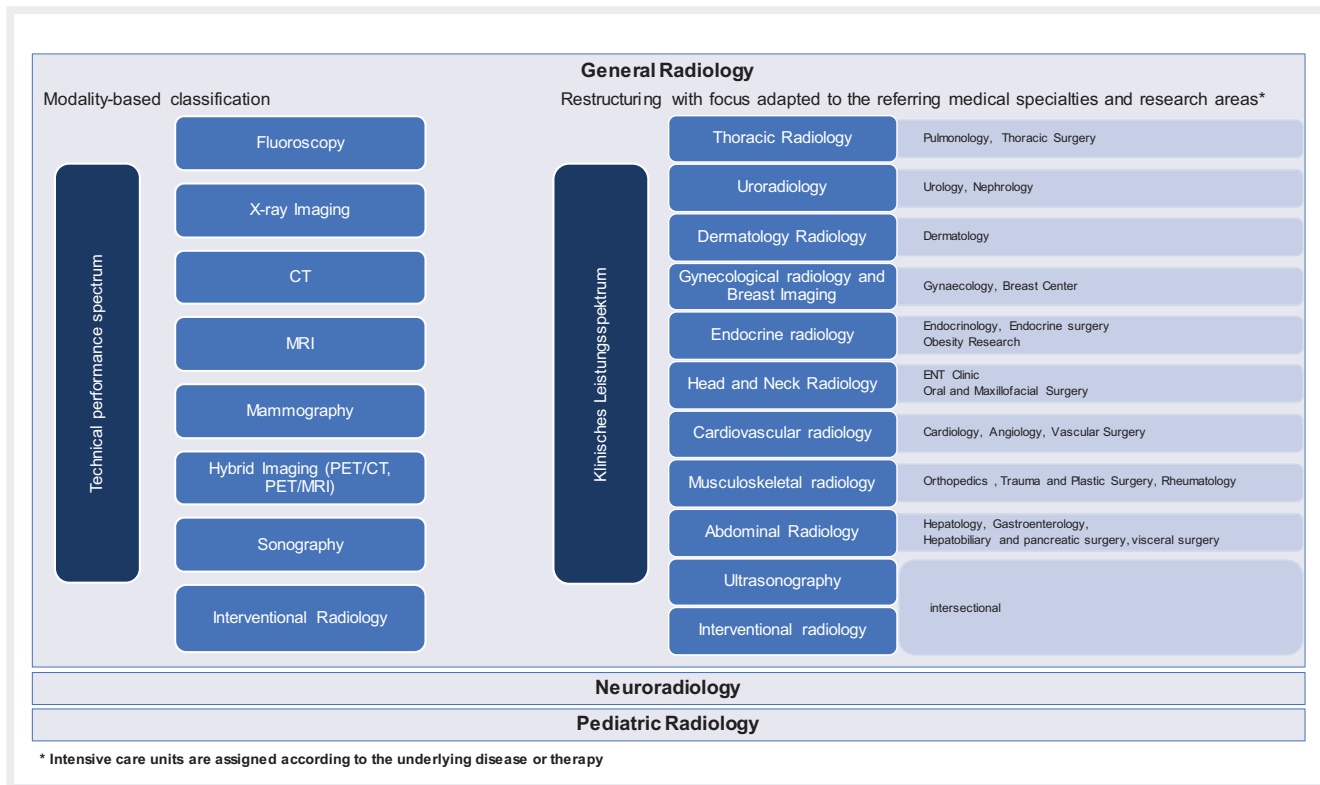 General Radiology
Modality-based classification
Restructuring with focus adapted to the referring medical specialties and research areas*
Technical performance spectrum
Fluoroscopy
X-ray Imaging
CT
MRI
Mammography
Hybrid Imaging (PET/CT,
PET/MRI)
Sonography
Interventional Radiology
Klinisches Leistungsspektrum
Thoracic Radiology
Pulmonology, Thoracic Surgery
Uroradiology
Urology, Nephrology
Dermatology Radiology
Dermatology
Gynecological radiology and
Breast Imaging
Gynaecology, Breast Center
Endocrine radiology
Endocrinology, Endocrine surgery
Obesity Research
Head and Neck Radiology
ENT Clinic
Oral and Maxillofacial Surgery
Cardiovascular radiology
Cardiology, Angiology, Vascular Surgery
Musculoskeletal radiology
Orthopedics , Trauma and Plastic Surgery, Rheumatology
Abdominal Radiology
Hepatology, Gastroenterology,
Hepatobiliary and pancreatic surgery, visceral surgery
Ultrasonography
Interventional radiology
intersectional
Neuroradiology
Pediatric Radiology
* Intensive care units are assigned according to the underlying disease or therapy